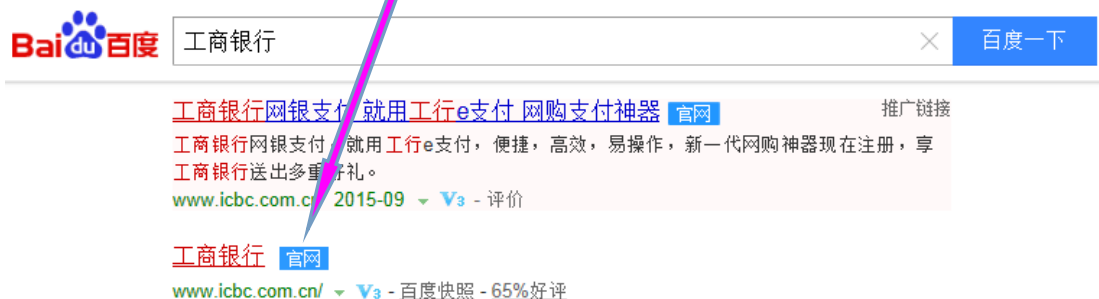 Bai du 百度 工商银行 百度一下
工商银行网银支付 就用工行e支付 网购支付神器 官网 推广链接
工商银行网银支付,就用工行e支付,便捷,高效,易操作,新一代网购神器现在注册,享
工商银行送出多重好礼。
www.icbc.com.cn 2015-09 V3 - 评价
工商银行 官网
www.icbc.com.cn/ V3 - 百度快照 - 65%好评